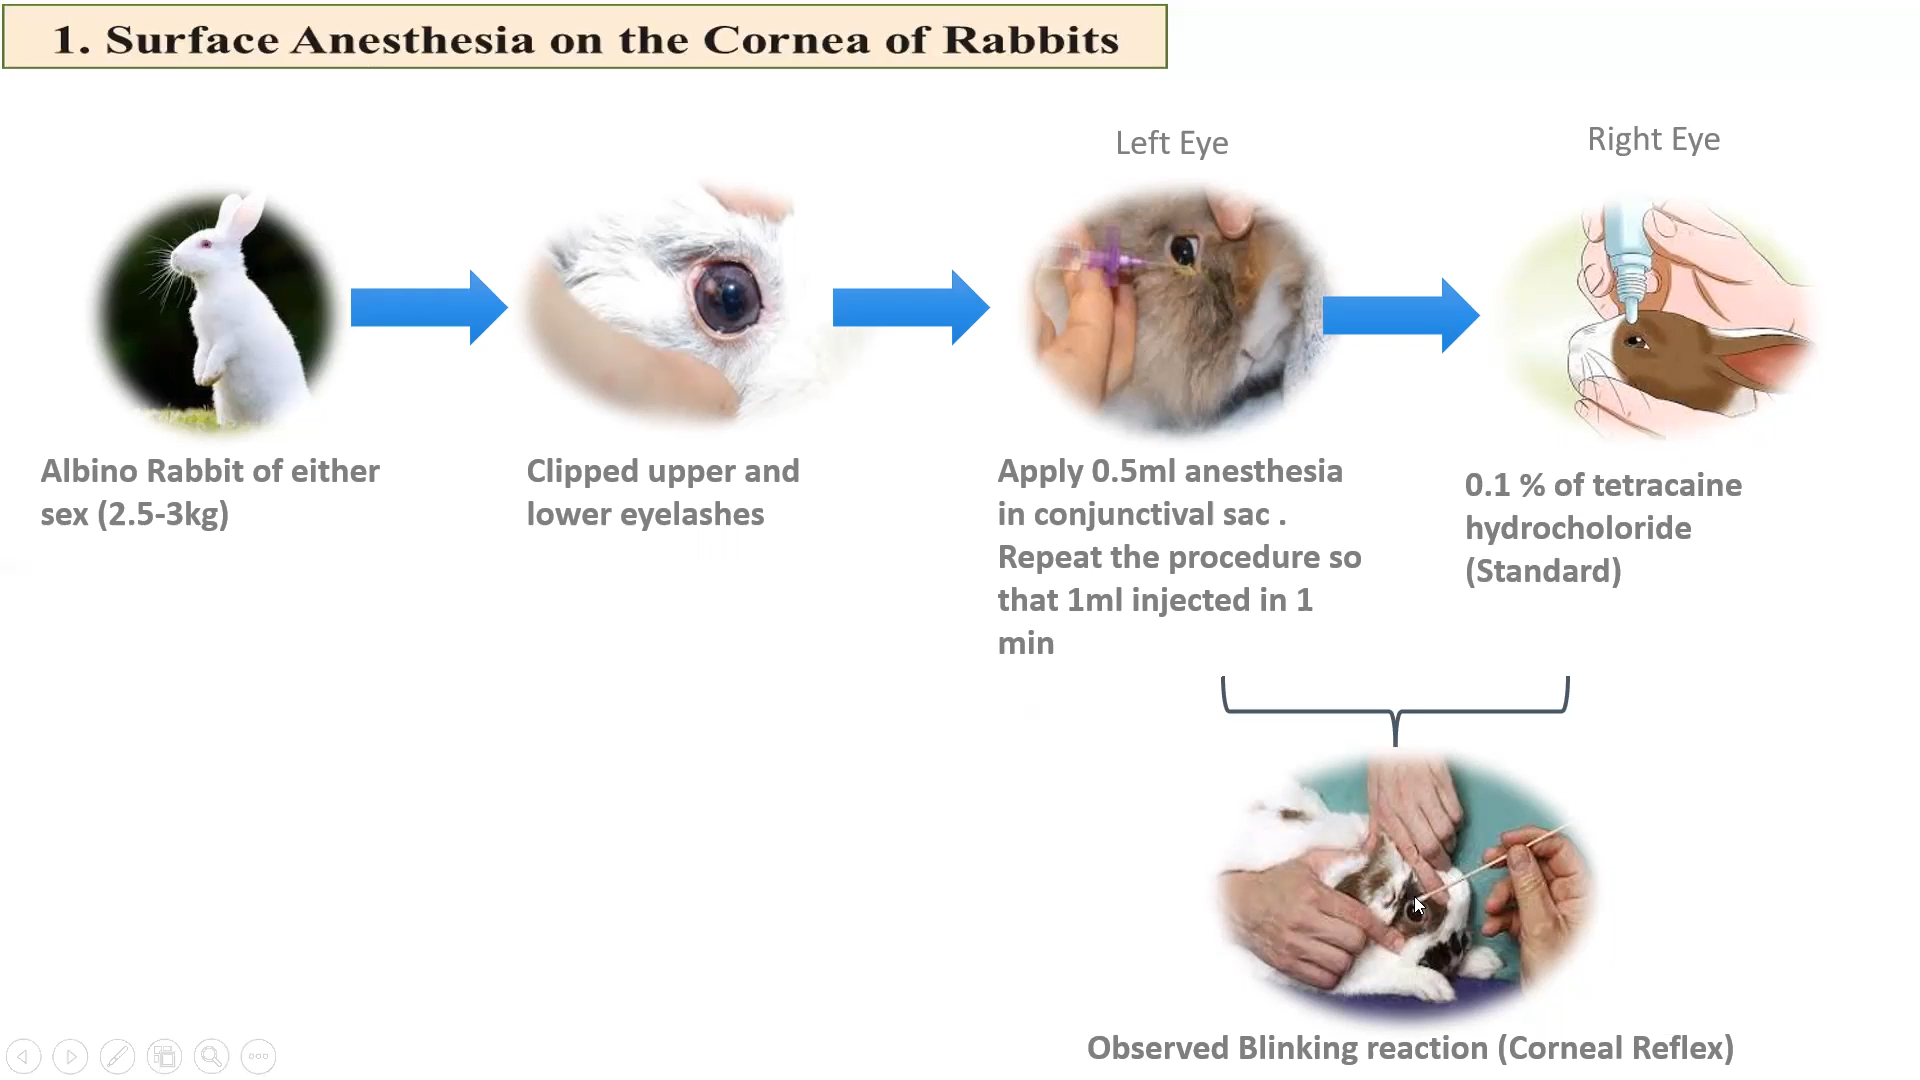 1. Surface Anesthesia on the Cornea of Rabbits
Left Eye
Right Eye
Albino Rabbit of either
sex (2.5-3kg)
Clipped upper and
lower eyelashes
Apply 0.5ml anesthesia
in conjunctival sac .
Repeat the procedure so
that 1ml injected in 1
min
0.1 % of tetracaine
hydrocholoride
(Standard)
Observed Blinking reaction (Corneal Reflex)